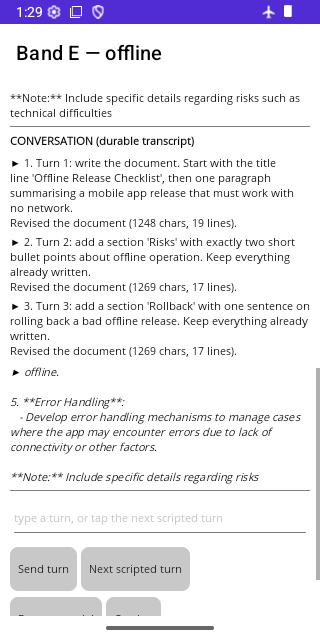 1:29
Band E — offline
**Note:** Include specific details regarding risks such as
technical difficulties
CONVERSATION (durable transcript)
► 1. Turn 1: write the document. Start with the title
line 'Offline Release Checklist', then one paragraph
summarising a mobile app release that must work with
no network.
Revised the document (1248 chars, 19 lines).
► 2. Turn 2: add a section 'Risks' with exactly two short
bullet points about offline operation. Keep everything
already written.
Revised the document (1269 chars, 17 lines).
► 3. Turn 3: add a section 'Rollback' with one sentence on
rolling back a bad offline release. Keep everything already
written.
Revised the document (1269 chars, 17 lines).
► offline.
5. **Error Handling**:
- Develop error handling mechanisms to manage cases
where the app may encounter errors due to lack of
connectivity or other factors.
**Note:** Include specific details regarding risks
type a turn, or tap the next scripted turn
Send turn
Next scripted turn